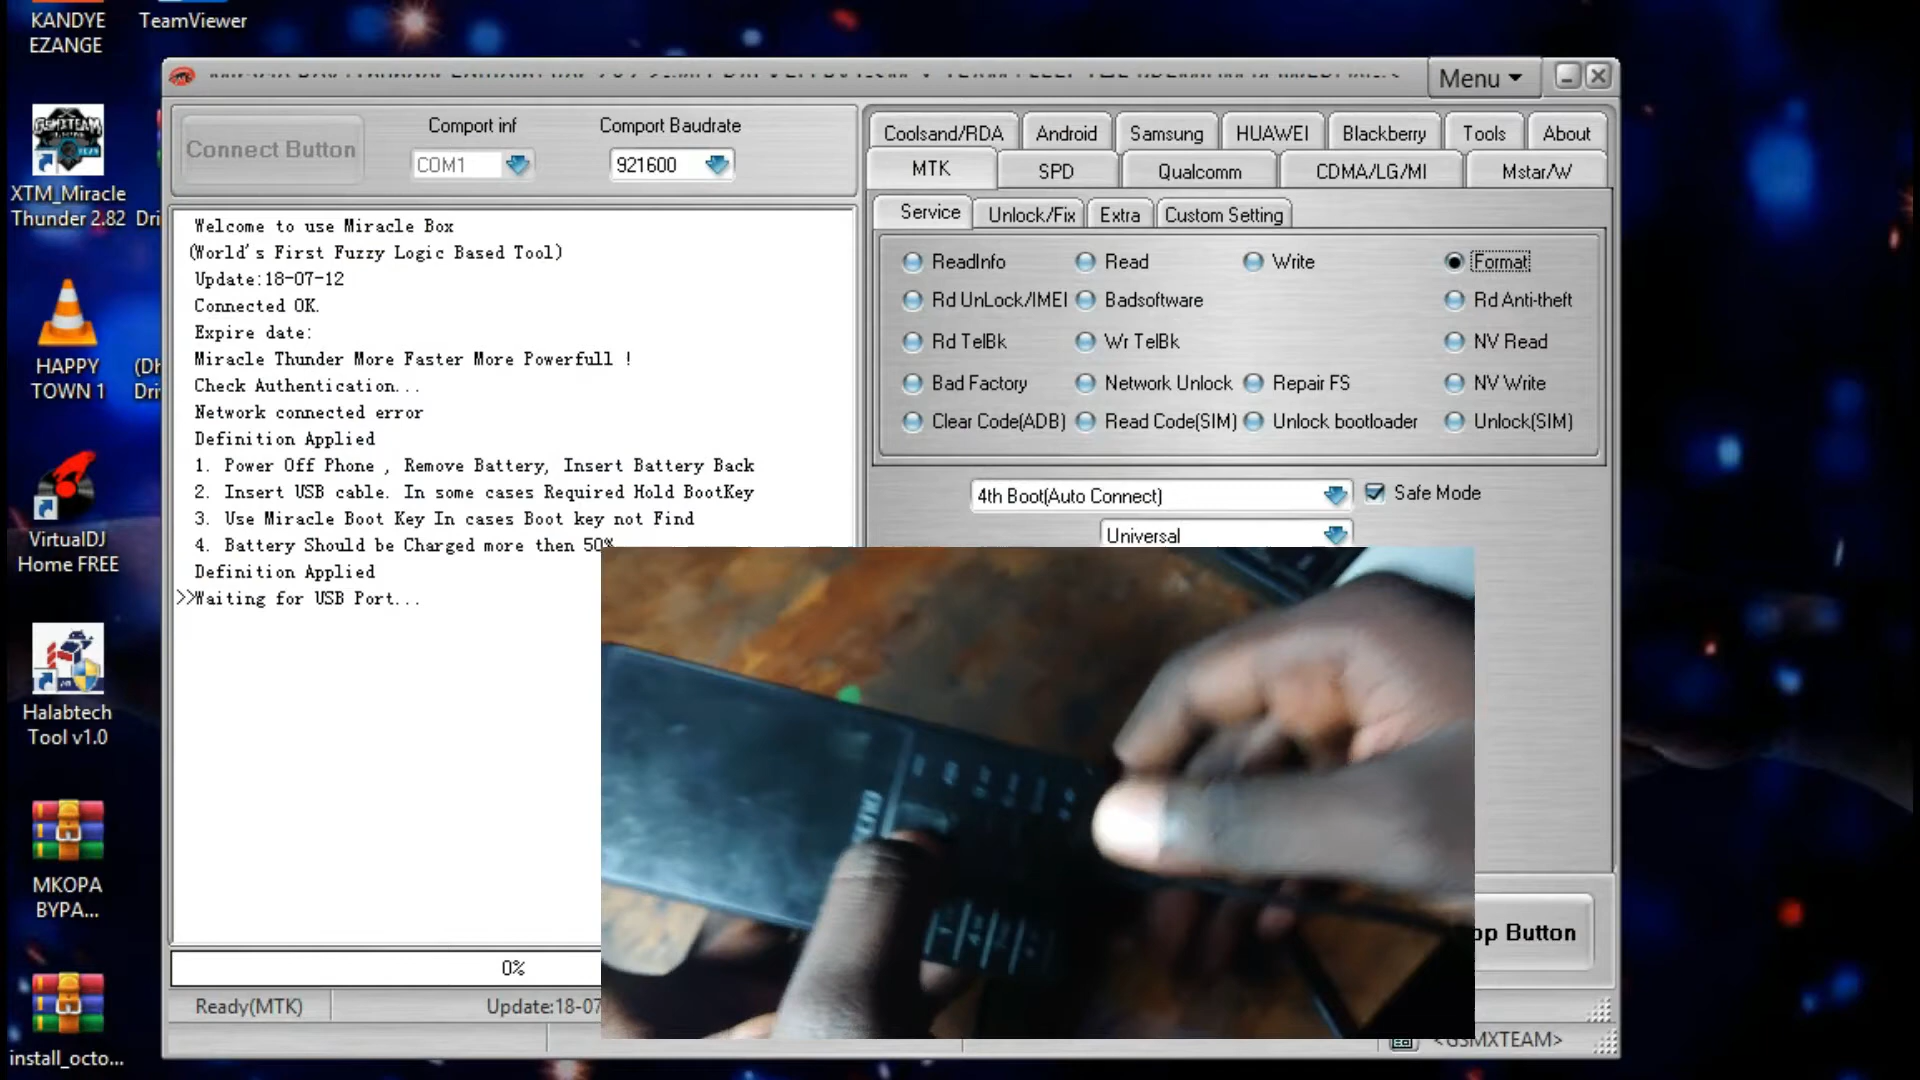 KANDYE
EZANGE
TeamViewer
XTM_Miracle
Thunder 2.82
Dri
HAPPY
TOWN 1
(Dh
Dri
VirtualDJ
Home FREE
Halabtech
Tool v1.0
MKOPA
BYPA...
install_octo...
Menu
Connect Button
Comport inf
Comport Baudrate
COM1
921600
Welcome to use Miracle Box
(World's First Fuzzy Logic Based Tool)
Update:18-07-12
Connected OK.
Expire date:
Miracle Thunder More Faster More Powerfull !
Check Authentication...
Network connected error
Definition Applied
1. Power Off Phone , Remove Battery, Insert Battery Back
2. Insert USB cable. In some cases Required Hold BootKey
3. Use Miracle Boot Key In cases Boot key not Find
4. Battery Should be Charged more then 50%
Definition Applied
>>Waiting for USB Port...
0%
Ready(MTK)
Update:18-07
Coolsand/RDA
Android
Samsung
HUAWEI
Blackberry
Tools
About
MTK
SPD
Qualcomm
CDMA/LG/MI
Mstar/W
Service
Unlock/Fix
Extra
Custom Setting
ReadInfo
Read
Write
Format
Rd UnLock/IMEI
Badsoftware
Rd Anti-theft
Rd TelBk
Wr TelBk
NV Read
Bad Factory
Network Unlock
Repair FS
NV Write
Clear Code(ADB)
Read Code(SIM)
Unlock bootloader
Unlock(SIM)
4th Boot(Auto Connect)
Safe Mode
Universal
op Button
<GSMXTEAM>